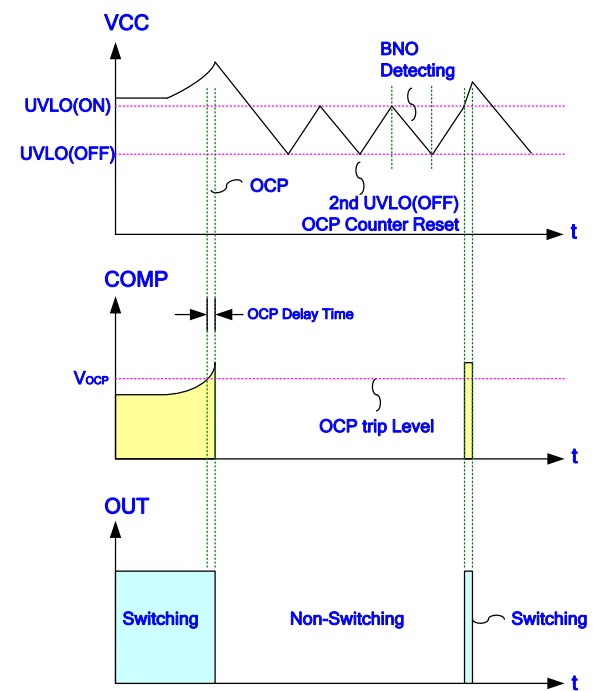 VCC
BNO
Detecting
UVLO(ON)
UVLO(OFF)
OCP
2nd UVLO(OFF)
OCP Counter Reset
t
COMP
OCP Delay Time
VOCP
OCP trip Level
t
OUT
Switching
Non-Switching
Switching
t